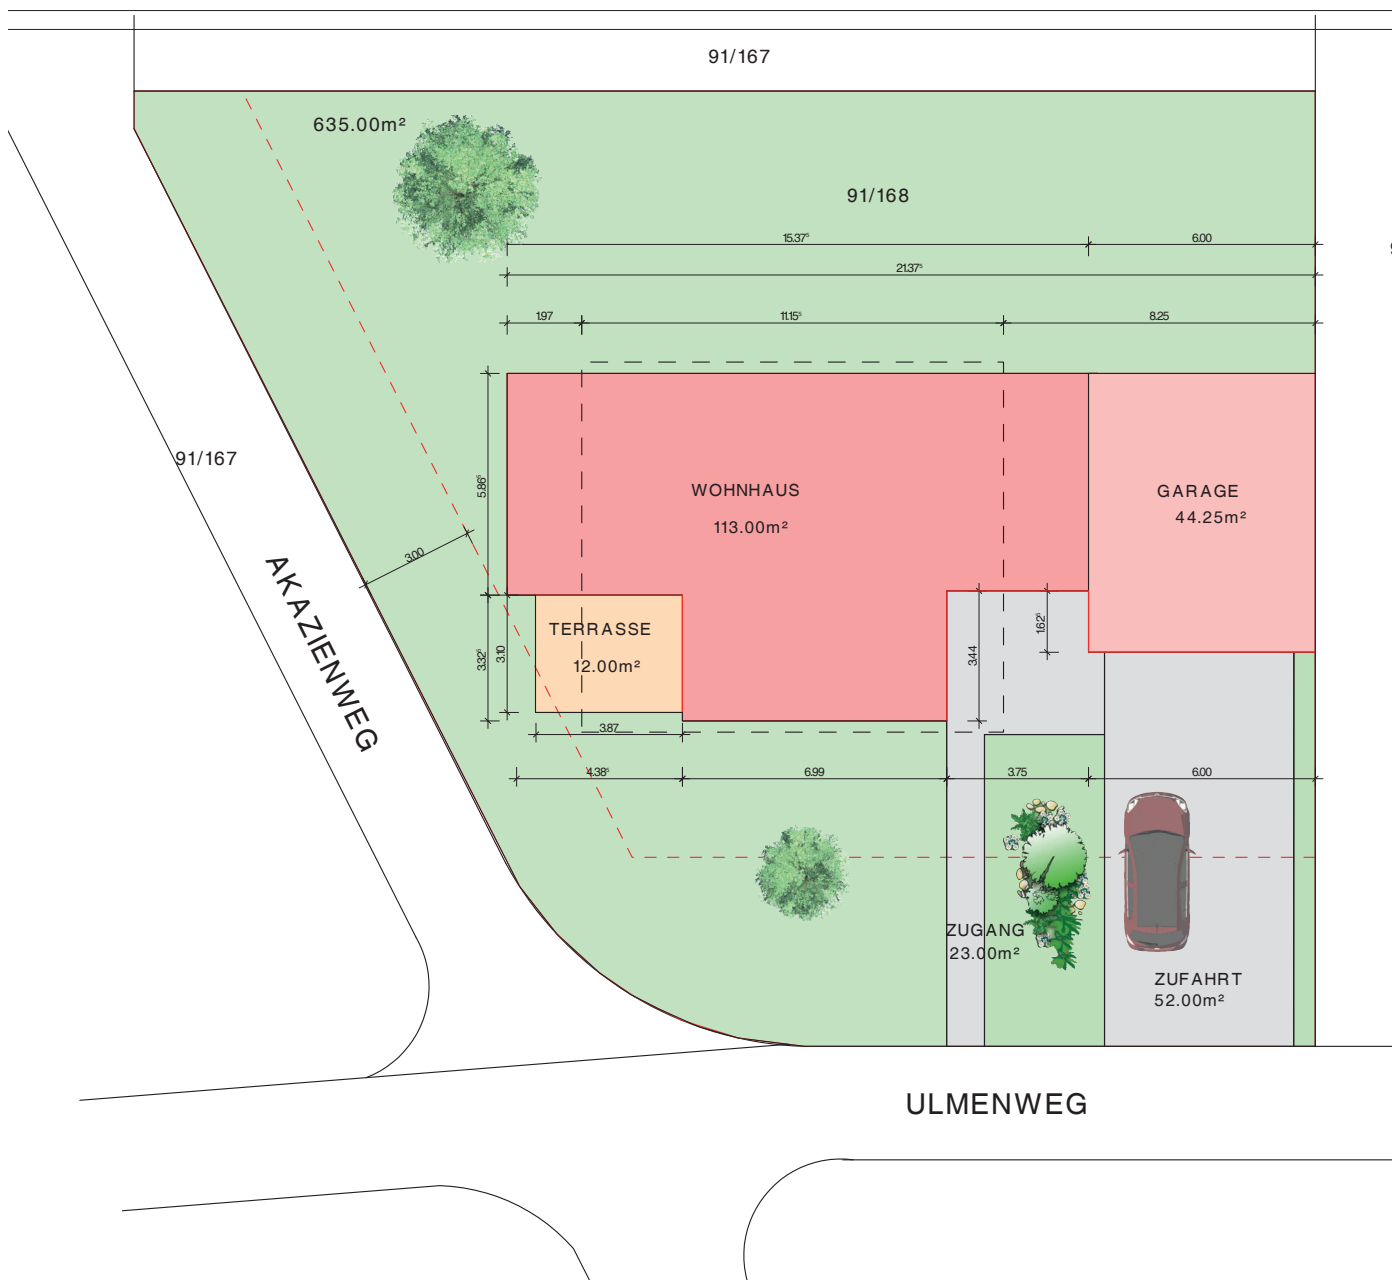 91/167
635.00m²
91/168
15.37⁵
6.00
21.37⁵
1.97
11.15⁵
8.25
5.86⁵
91/167
WOHNHAUS
113.00m²
GARAGE
44.25m²
3.00
AKAZIENWEG
TERRASSE
12.00m²
3.32⁵
3.10
3.44
1.62⁵
3.87
4.38⁵
6.99
3.75
6.00
ZUGANG
23.00m²
ZUFAHRT
52.00m²
ULMENWEG